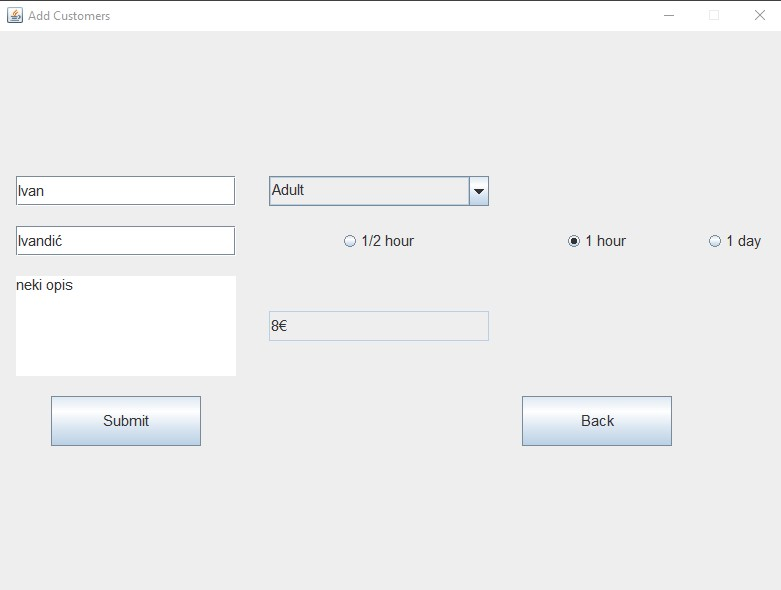 Add Customers
Ivan
Adult
Ivandić
1/2 hour
1 hour
1 day
neki opis
8€
Submit
Back